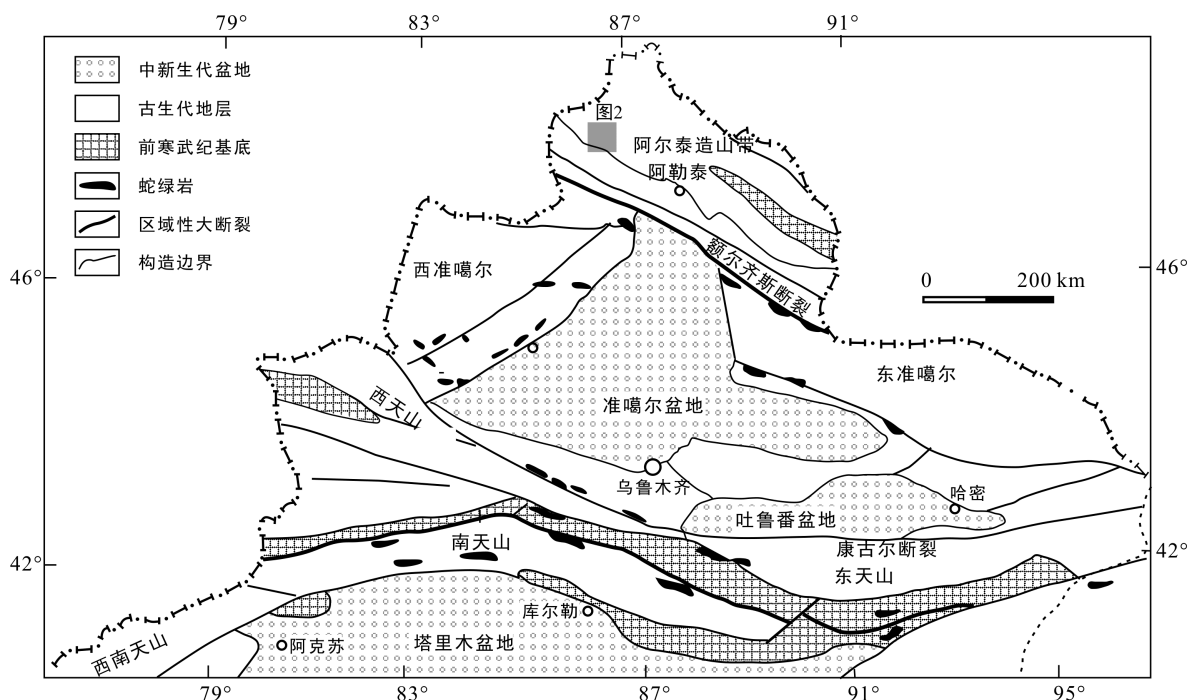 79° 83° 87° 91°
中新生代盆地
古生代地层
前寒武纪基底
蛇绿岩
区域性大断裂
构造边界
图2
阿尔泰造山带
阿勒泰
额尔齐斯断裂
西准噶尔
46°
46°
0 200 km
东准噶尔
西天山
准噶尔盆地
乌鲁木齐
哈密
吐鲁番盆地
南天山
康古尔断裂
东天山
42°
42°
库尔勒
阿克苏
塔里木盆地
西南天山
79° 83° 87° 91° 95°